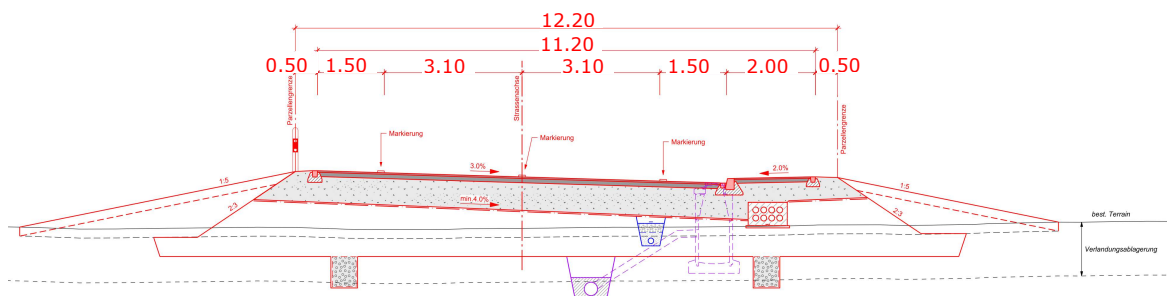 12.20
11.20
0.50 1.50 3.10 3.10 1.50 2.00 0.50
Parzellengrenze
Strassenachse
Parzellengrenze
Markierung
Markierung
Markierung
3.0%
2.0%
1:5
1:5
2:3
min.4.0%
2:3
best. Terrain
Verlandungsablagerung